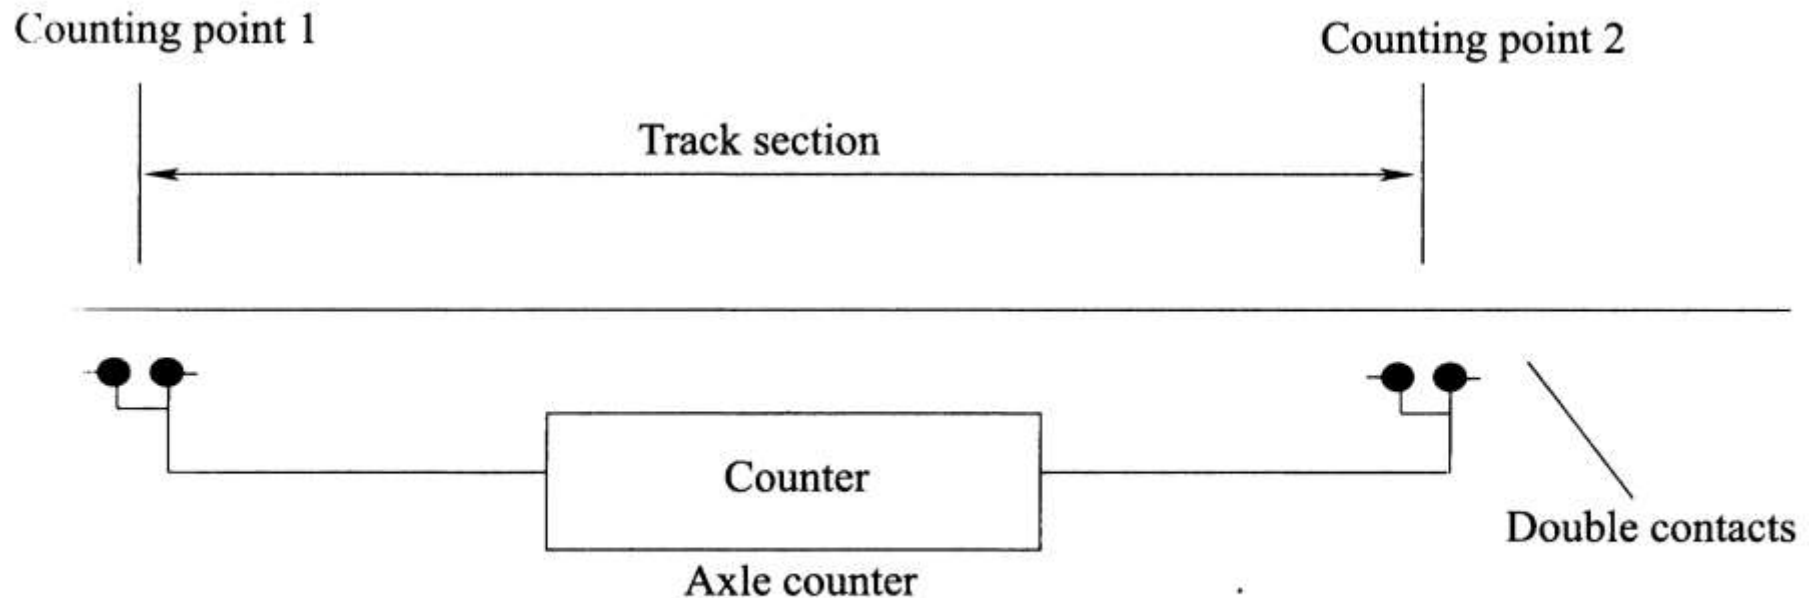 Counting point 1
Counting point 2
Track section
Counter
Double contacts
Axle counter